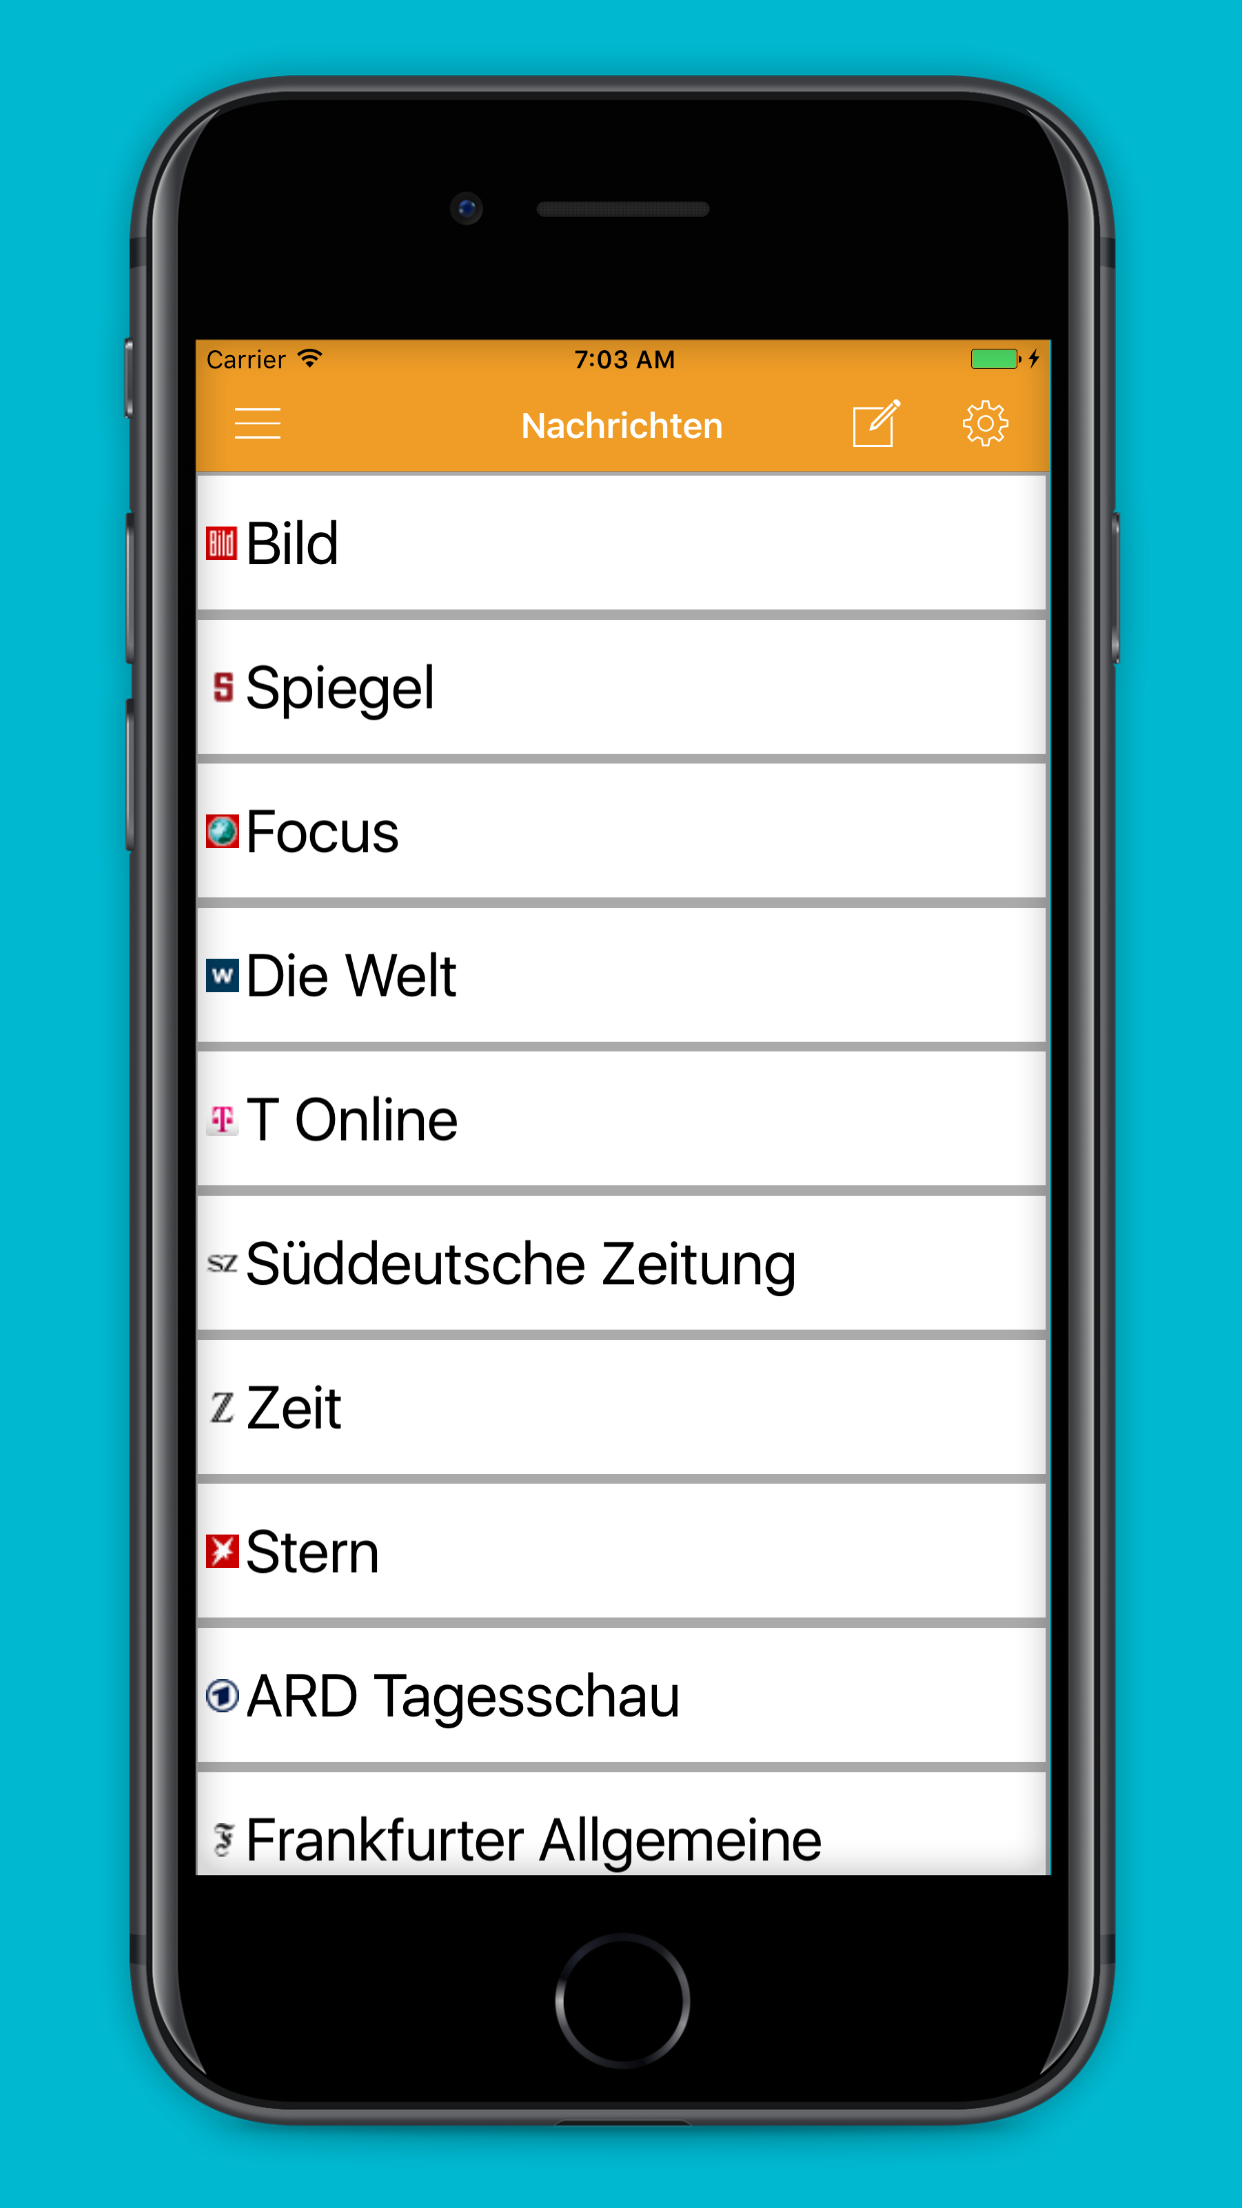 Carrier
7:03 AM
Nachrichten
Bild Bild
S Spiegel
Focus
W Die Welt
T T Online
SZ Süddeutsche Zeitung
Z Zeit
Stern
1 ARD Tagesschau
F Frankfurter Allgemeine